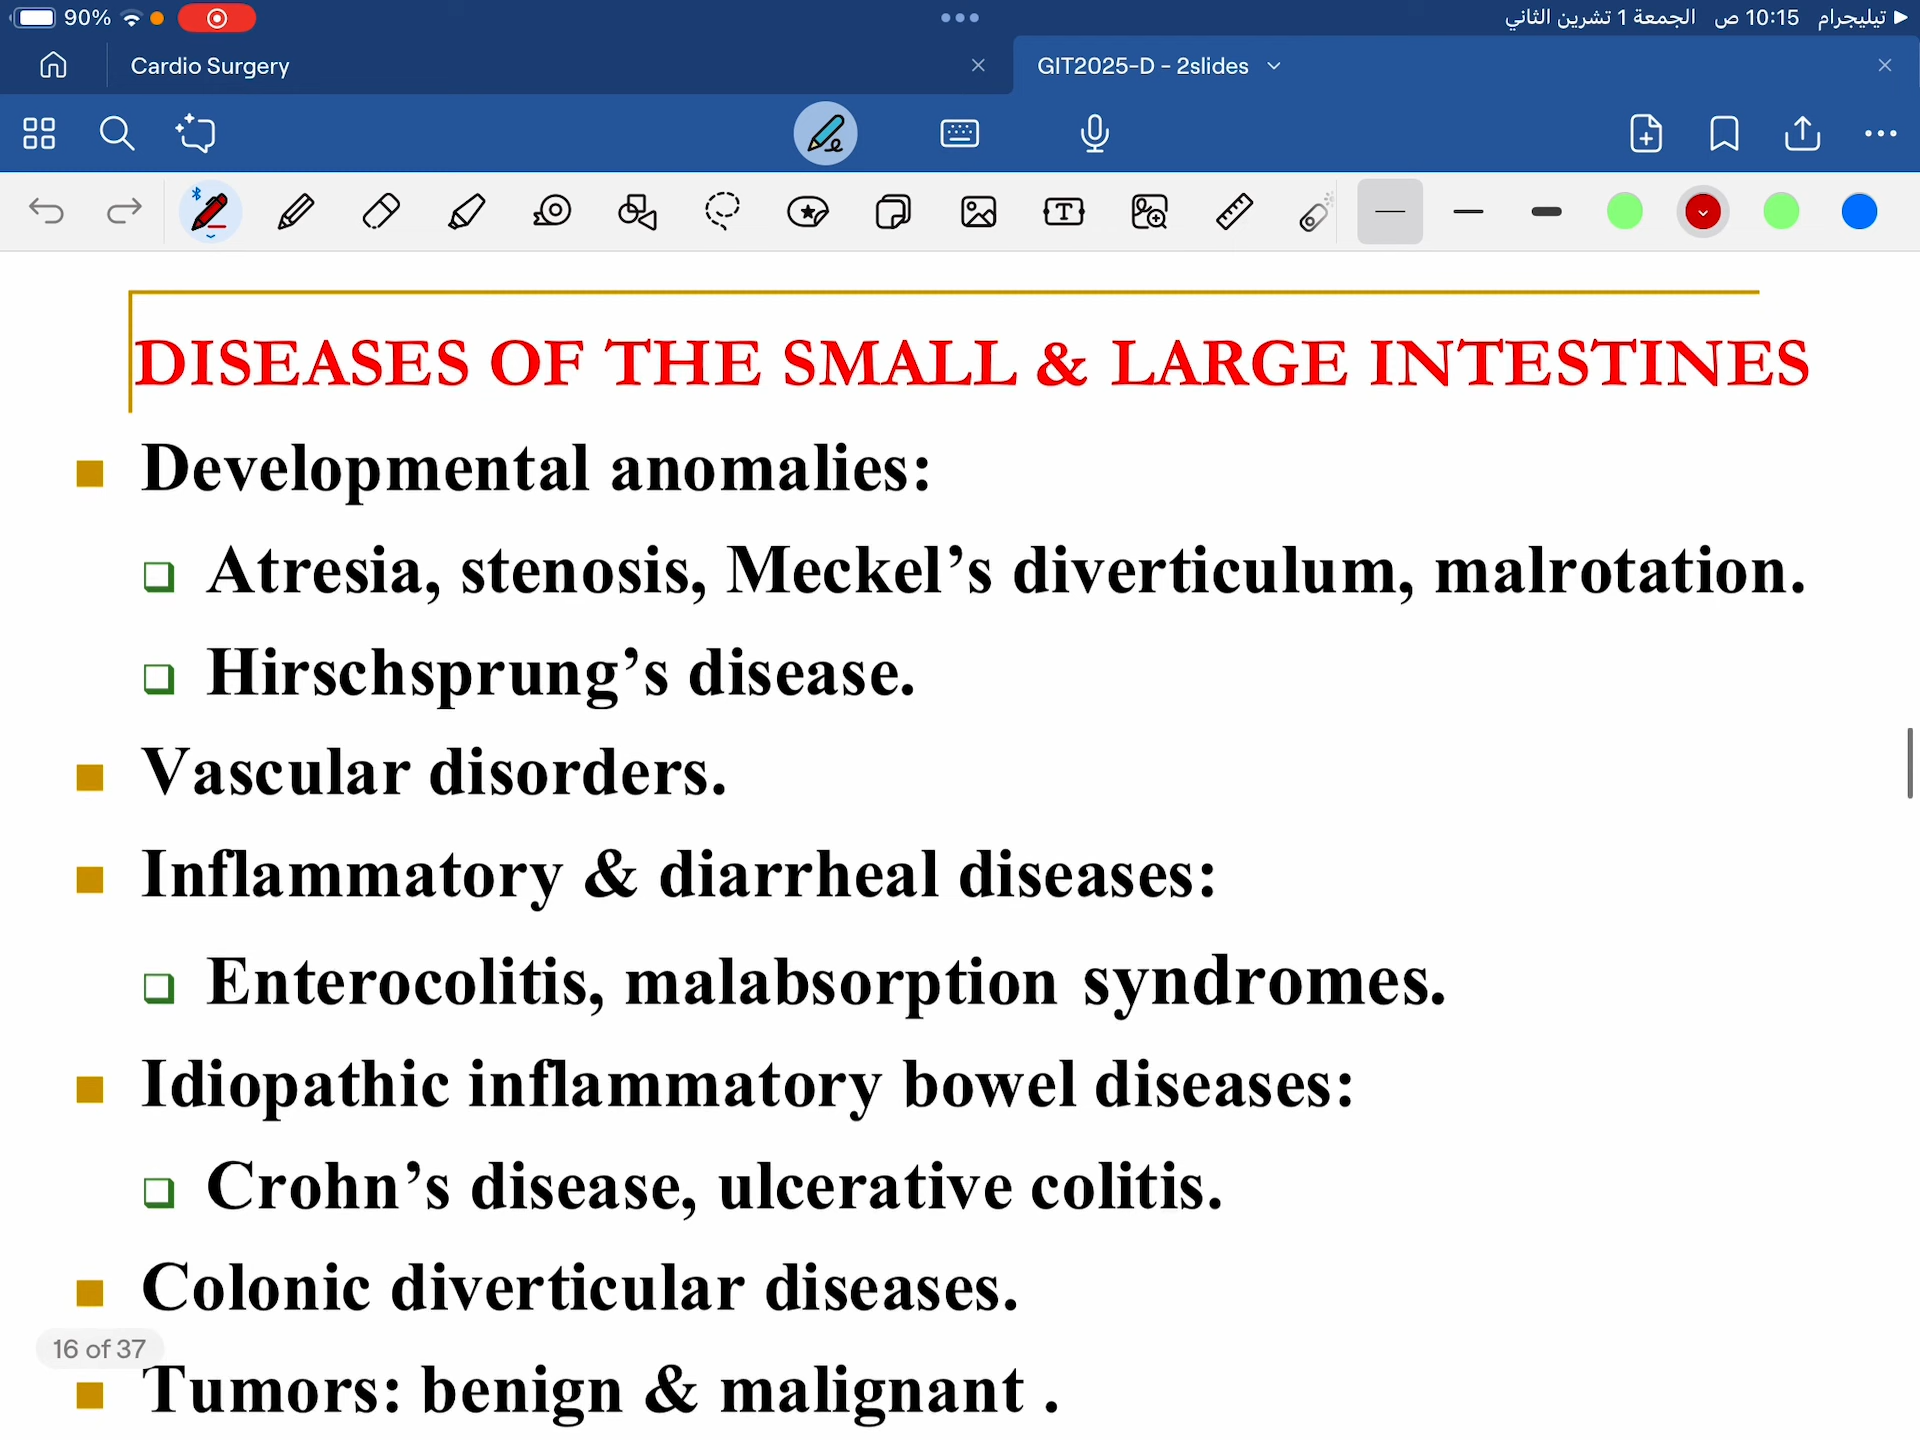 90%
الجمعة 1 تشرين الثاني 10:15 ص تيليجرام ◀
Cardio Surgery
GIT2025-D - 2slides
DISEASES OF THE SMALL & LARGE INTESTINES
Developmental anomalies:
Atresia, stenosis, Meckel’s diverticulum, malrotation.
Hirschsprung’s disease.
Vascular disorders.
Inflammatory & diarrheal diseases:
Enterocolitis, malabsorption syndromes.
Idiopathic inflammatory bowel diseases:
Crohn’s disease, ulcerative colitis.
Colonic diverticular diseases.
16 of 37
Tumors: benign & malignant .